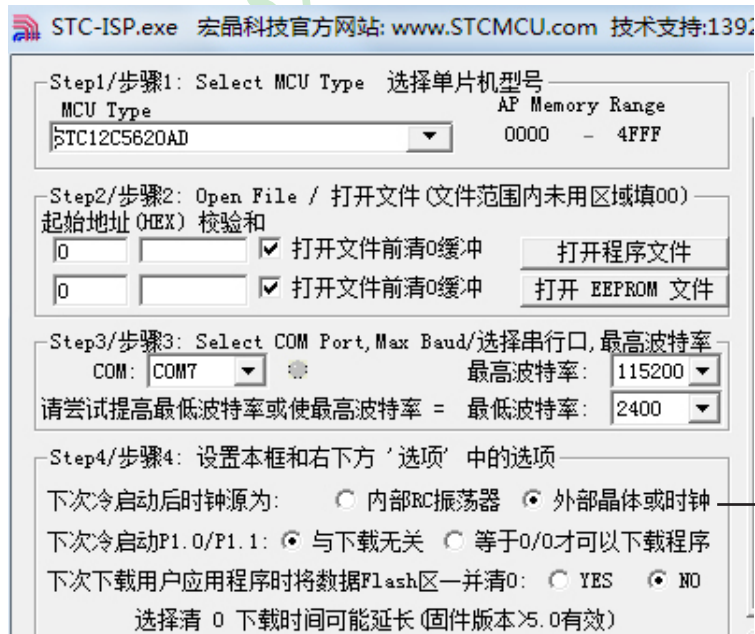 STC-ISP.exe 宏晶科技官方网站: www.STCMCU.com 技术支持:1392
Step1/步骤1: Select MCU Type 选择单片机型号
MCU Type AP Memory Range
STC12C5620AD 0000 - 4FFF
Step2/步骤2: Open File / 打开文件(文件范围内未用区域填00)
起始地址(HEX) 校验和
0 打开文件前清0缓冲 打开程序文件
0 打开文件前清0缓冲 打开 EEPROM 文件
Step3/步骤3: Select COM Port,Max Baud/选择串行口,最高波特率
COM: COM7 最高波特率: 115200
请尝试提高最低波特率或使最高波特率 = 最低波特率: 2400
Step4/步骤4: 设置本框和右下方 '选项' 中的选项
下次冷启动后时钟源为: 内部RC振荡器 外部晶体或时钟
下次冷启动P1.0/P1.1: 与下载无关 等于0/0才可以下载程序
下次下载用户应用程序时将数据Flash区一并清0: YES NO
选择清 0 下载时间可能延长(固件版本>5.0有效)